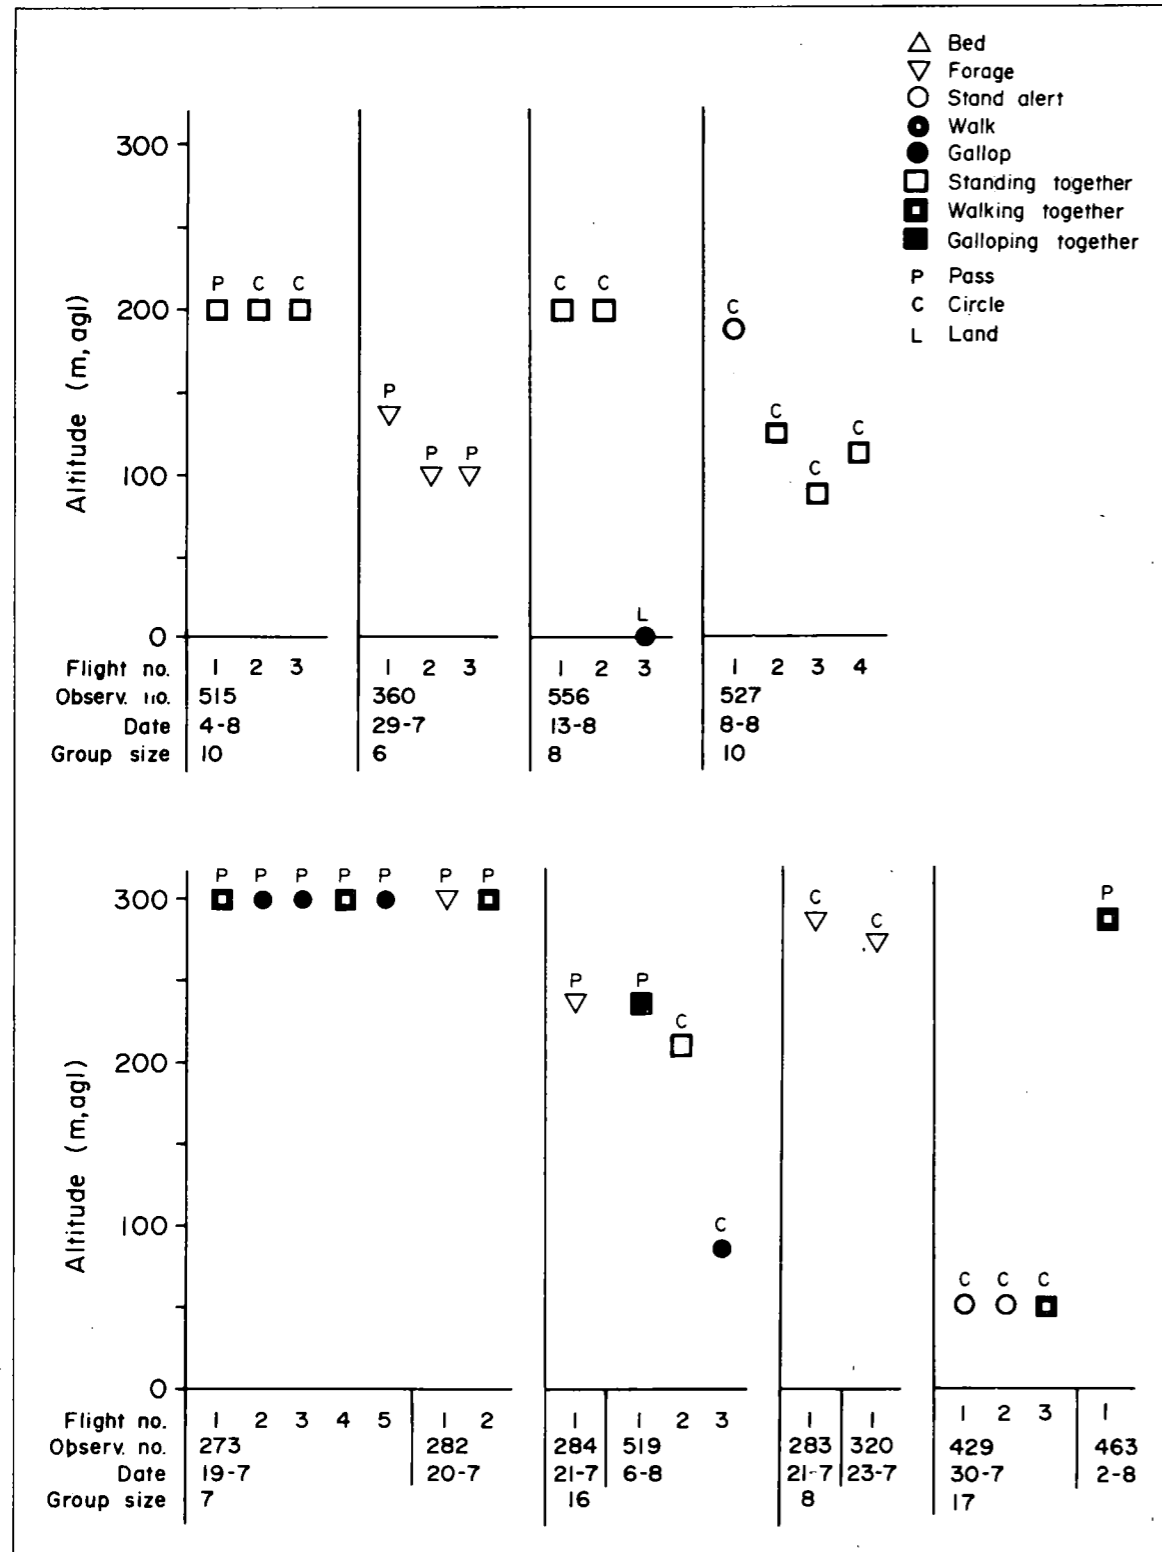 Bed
Forage
Stand alert
Walk
Gallop
Standing together
Walking together
Galloping together
P Pass
C Circle
L Land
Altitude (m, agl)
300
200
100
0
P C C
P
P P
C C
L
C
C
C
C
Flight no. 1 2 3 1 2 3 1 2 3 1 2 3 4
Observ. no. 515 360 556 527
Date 4-8 29-7 13-8 8-8
Group size 10 6 8 10
Altitude (m, agl)
300
200
100
0
P P P P P P P
P P
C
C
C
C
C C C
P
Flight no. 1 2 3 4 5 1 2 1 1 2 3 1 1 1 2 3 1
Observ. no. 273 282 284 519 283 320 429 463
Date 19-7 20-7 21-7 6-8 21-7 23-7 30-7 2-8
Group size 7 16 8 17